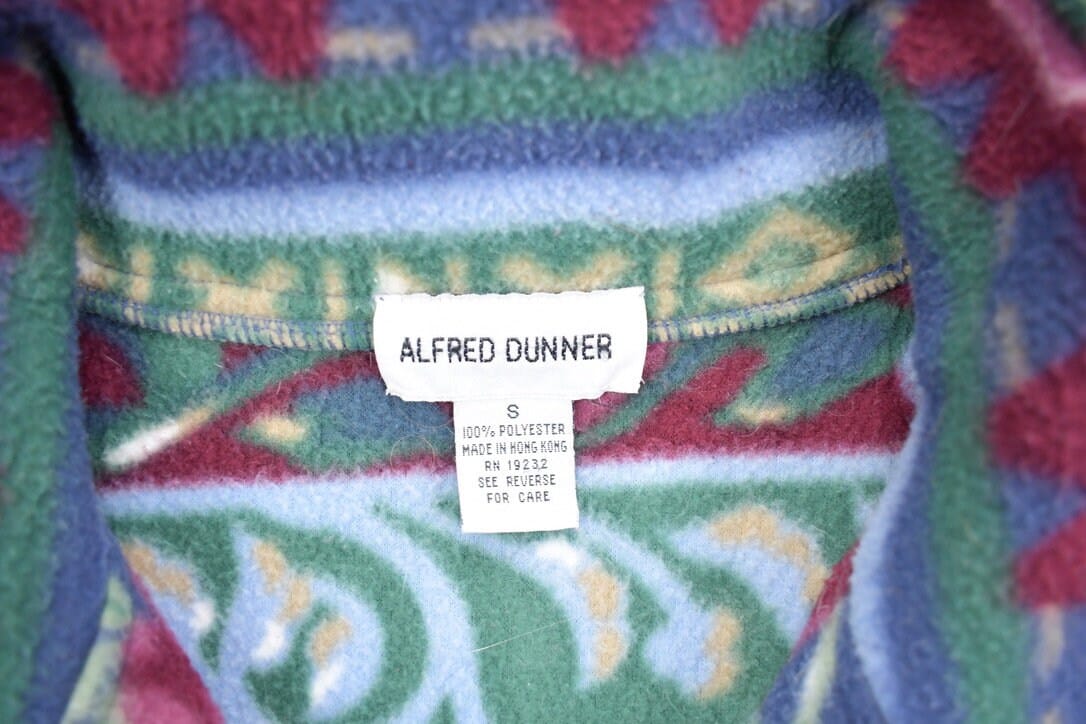 ALFRED DUNNER
S
100% POLYESTER
MADE IN HONG KONG
RN 19232
SEE REVERSE
FOR CARE